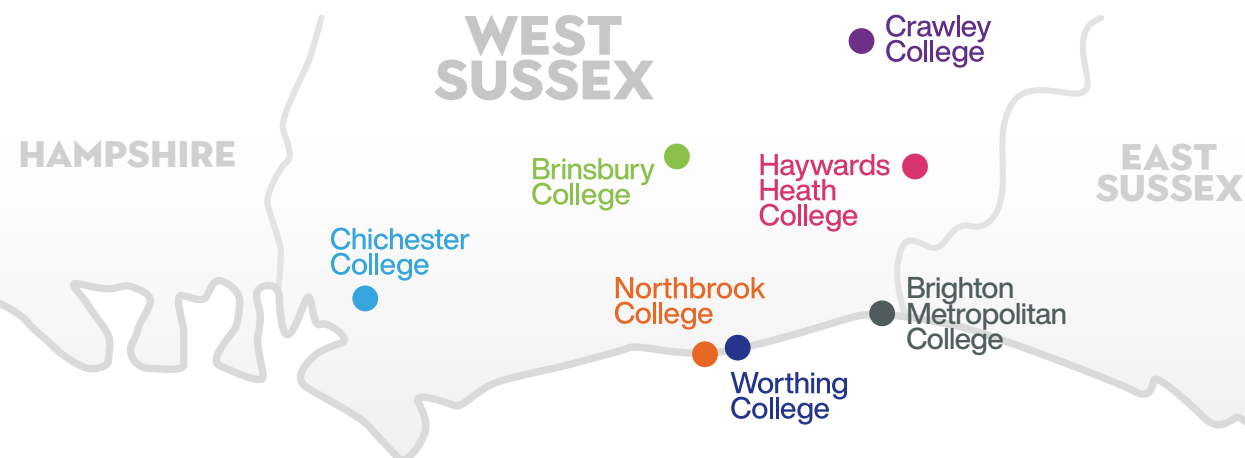 WEST
SUSSEX
Crawley
College
HAMPSHIRE
EAST
SUSSEX
Brinsbury
College
Haywards
Heath
College
Chichester
College
Northbrook
College
Brighton
Metropolitan
College
Worthing
College